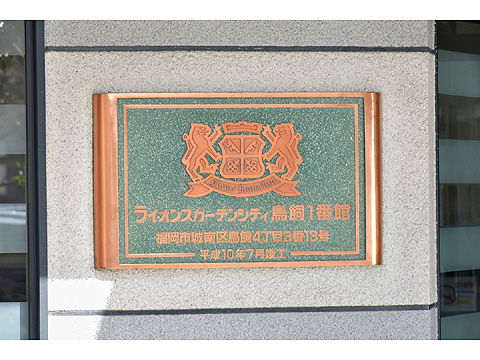 ライオンズガーデンシティ鳥飼1番館
福岡市城南区鳥飼4丁目3番13号
平成10年7月竣工